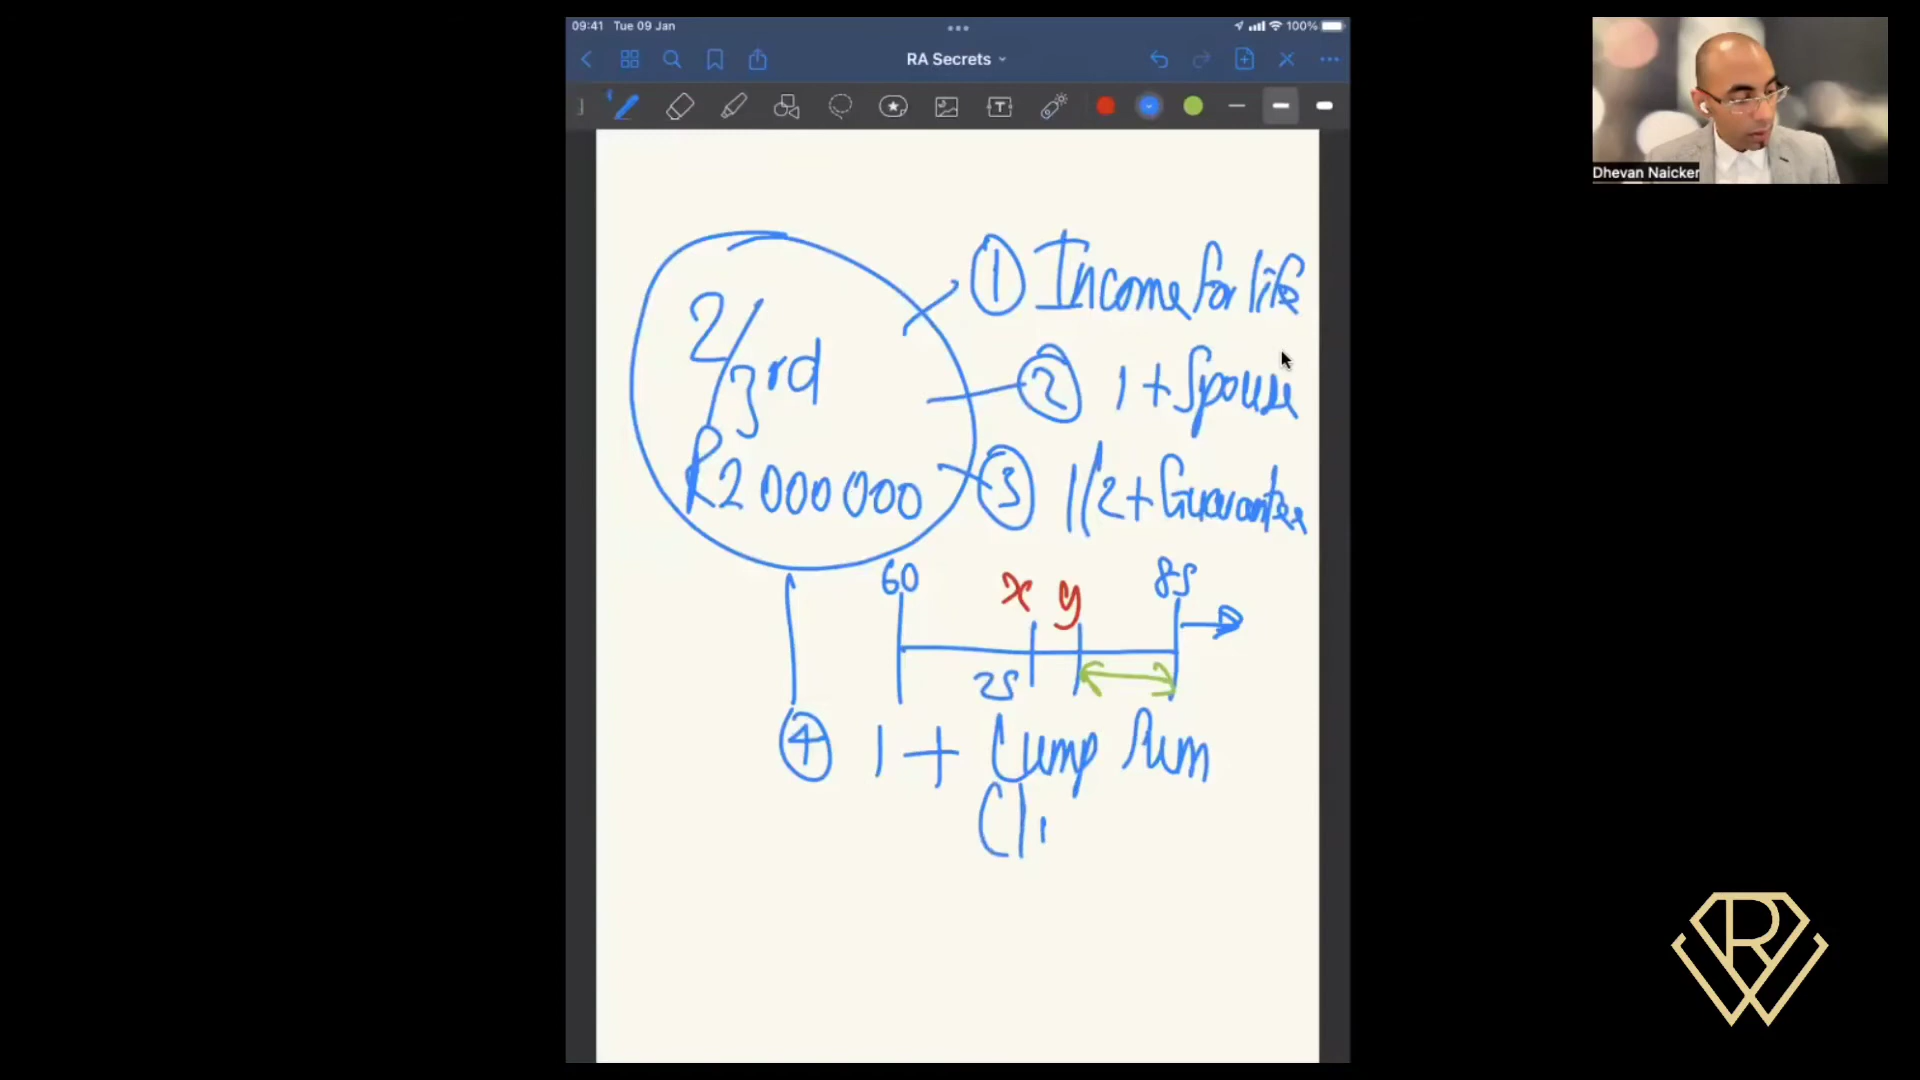 09:41 Tue 09 Jan
100%
RA Secrets
Dhevan Naicker
2/3rd
R2 000 000
1 Income for life
2 1 + Spouse
3 1/2 + Guarantee
60 x y 85
25
4 1 + Lump Sum
(Li